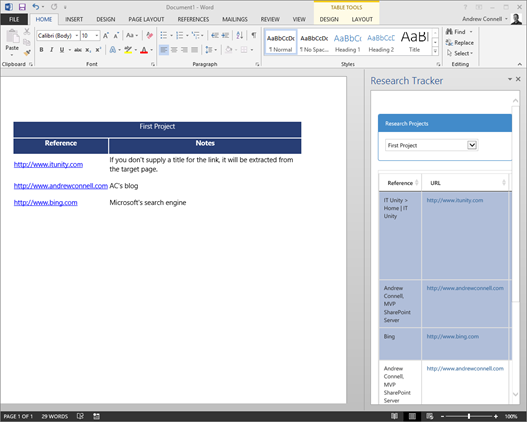 Document1 - Word
TABLE TOOLS
FILE HOME INSERT DESIGN PAGE LAYOUT REFERENCES MAILINGS REVIEW VIEW DESIGN LAYOUT Andrew Connell
Calibri (Body) 10
Paste
Find
Replace
Select
AaBbCcDc AaBbCcDc AaBbCc AaBbCcC AaBl
¶ Normal ¶ No Spac... Heading 1 Heading 2 Title
Clipboard Font Paragraph Styles Editing
First Project
Reference Notes
http://www.itunity.com If you don't supply a title for the link, it will be extracted from
the target page.
http://www.andrewconnell.com AC's blog
http://www.bing.com Microsoft's search engine
Research Tracker
Research Projects
First Project
Reference URL
IT Unity > http://www.itunity.com
Home | IT
Unity
Andrew http://www.andrewconnell.com
Connell,
MVP
SharePoint
Server
Bing http://www.bing.com
Andrew http://www.andrewconnell.com
Connell,
MVP
SharePoint
Server
PAGE 1 OF 1 29 WORDS 100%